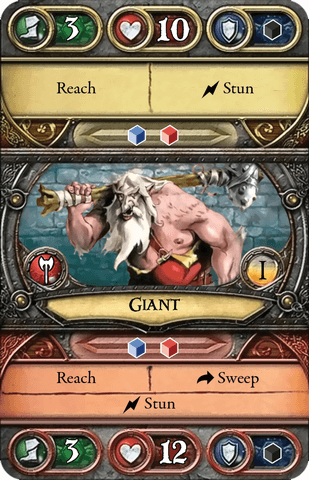 3 10
Reach Stun
I
GIANT
Reach Sweep
Stun
3 12